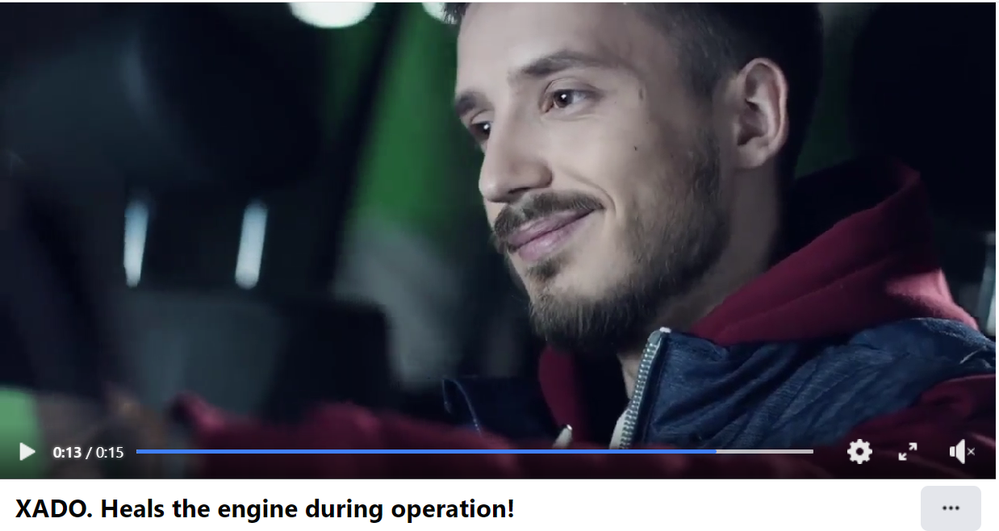 0:13 / 0:15
XADO. Heals the engine during operation!